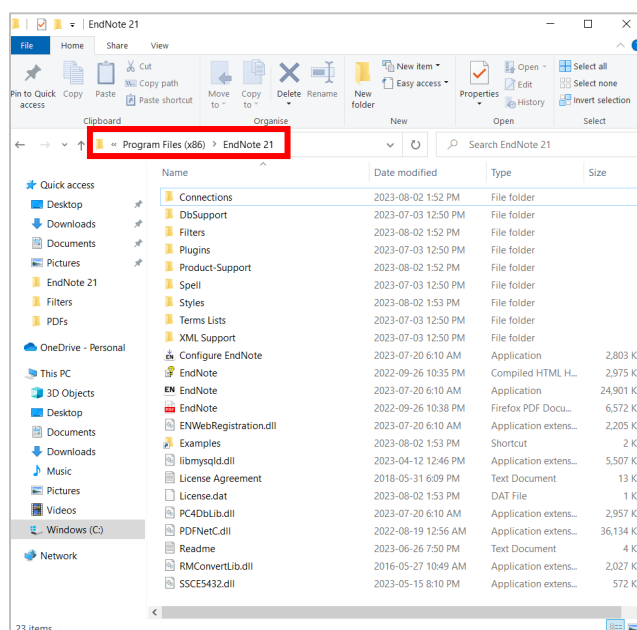 EndNote 21
File Home Share View
Pin to Quick access
Copy
Paste
Cut
Copy path
Paste shortcut
Clipboard
Move to
Copy to
Delete
Rename
Organise
New folder
New item
Easy access
New
Properties
Open
Edit
History
Open
Select all
Select none
Invert selection
Select
« Program Files (x86) > EndNote 21
Search EndNote 21
Name Date modified Type Size
Quick access
Desktop
Downloads
Documents
Pictures
EndNote 21
Filters
PDFs
OneDrive - Personal
This PC
3D Objects
Desktop
Documents
Downloads
Music
Pictures
Videos
Windows (C:)
Network
Connections 2023-08-02 1:52 PM File folder
DbSupport 2023-07-03 12:50 PM File folder
Filters 2023-08-02 1:52 PM File folder
Plugins 2023-07-03 12:50 PM File folder
Product-Support 2023-08-02 1:52 PM File folder
Spell 2023-07-03 12:50 PM File folder
Styles 2023-08-02 1:53 PM File folder
Terms Lists 2023-07-03 12:50 PM File folder
XML Support 2023-07-03 12:50 PM File folder
Configure EndNote 2023-07-20 6:10 AM Application 2,803 K
EndNote 2022-09-26 10:35 PM Compiled HTML H... 2,975 K
EndNote 2023-07-20 6:10 AM Application 24,901 K
EndNote 2022-09-26 10:38 PM Firefox PDF Docu... 6,572 K
ENWebRegistration.dll 2023-07-20 6:10 AM Application extens... 2,205 K
Examples 2023-08-02 1:53 PM Shortcut 2 K
libmysqld.dll 2023-04-12 12:46 PM Application extens... 5,507 K
License Agreement 2018-05-31 6:09 PM Text Document 13 K
License.dat 2023-08-02 1:53 PM DAT File 1 K
PC4DbLib.dll 2023-07-20 6:10 AM Application extens... 2,957 K
PDFNetC.dll 2022-08-19 12:56 AM Application extens... 36,134 K
Readme 2023-06-26 7:50 PM Text Document 4 K
RMConvertLib.dll 2016-05-27 10:49 AM Application extens... 2,027 K
SSCE5432.dll 2023-05-15 8:10 PM Application extens... 572 K
23 items